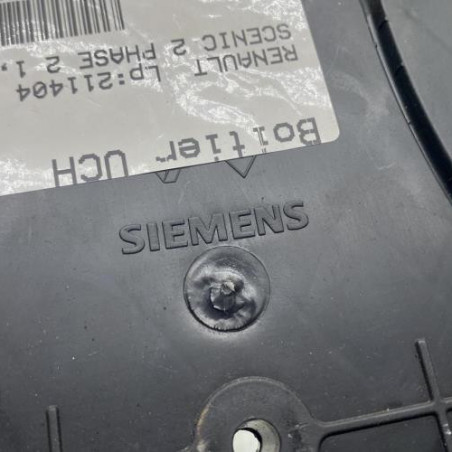 Boitier UCH
Lp:211404
RENAULT
SCENIC 2 PHASE 2 1.
SIEMENS